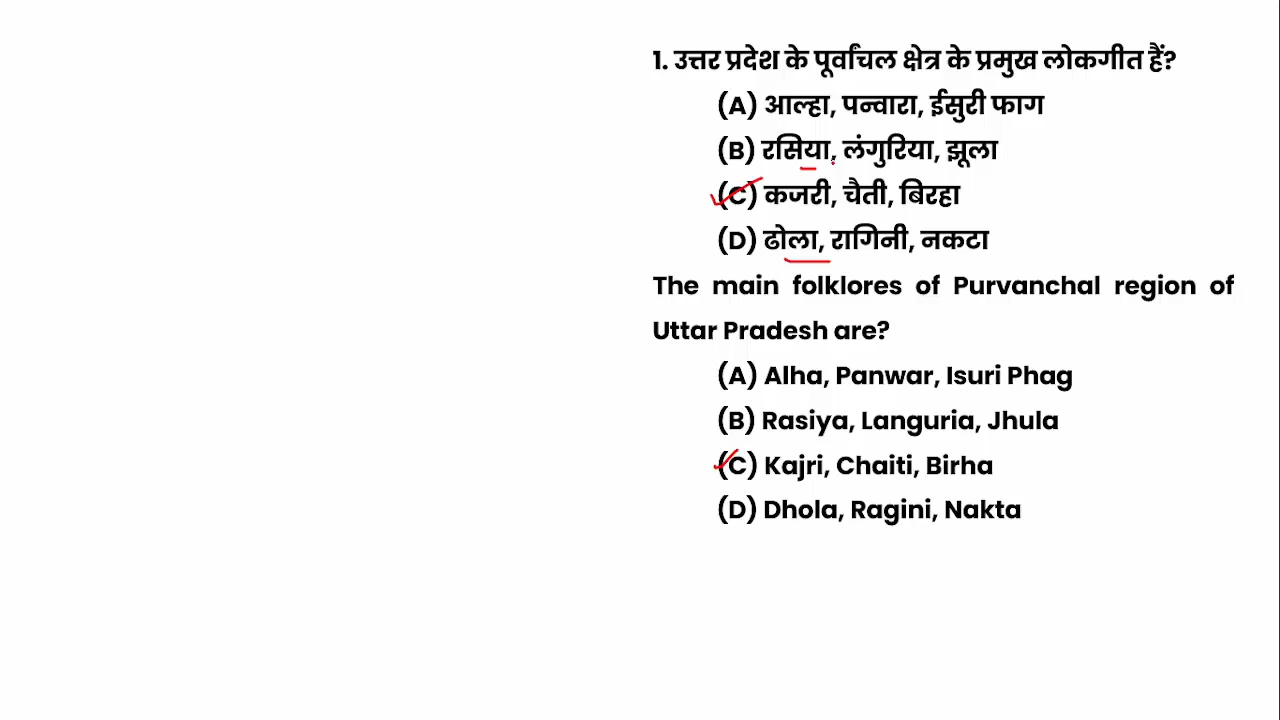 1. उत्तर प्रदेश के पूर्वांचल क्षेत्र के प्रमुख लोकगीत हैं?
(A) आल्हा, पन्वारा, ईसुरी फाग
(B) रसिया, लंगुरिया, झूला
(C) कजरी, चैती, बिरहा
(D) ढोला, रागिनी, नकटा
The main folklores of Purvanchal region of
Uttar Pradesh are?
(A) Alha, Panwar, Isuri Phag
(B) Rasiya, Languria, Jhula
(C) Kajri, Chaiti, Birha
(D) Dhola, Ragini, Nakta